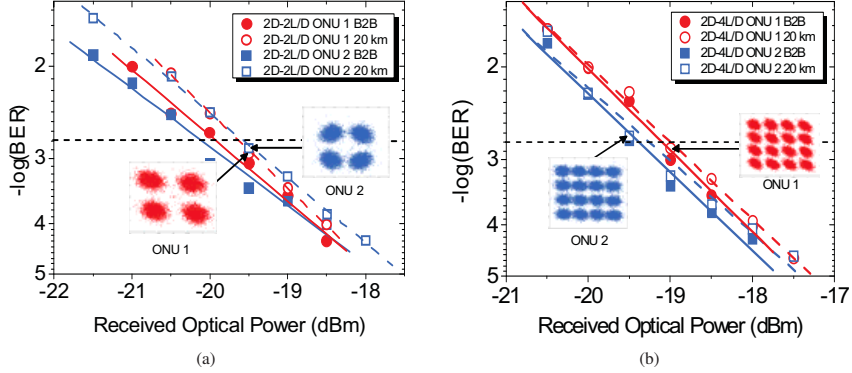 (a)
2D-2L/D ONU 1 B2B
2D-2L/D ONU 1 20 km
2D-2L/D ONU 2 B2B
2D-2L/D ONU 2 20 km
-log(BER)
2
3
4
5
ONU 1
ONU 2
-22 -21 -20 -19 -18
Received Optical Power (dBm)
(a)
(b)
2D-4L/D ONU 1 B2B
2D-4L/D ONU 1 20 km
2D-4L/D ONU 2 B2B
2D-4L/D ONU 2 20 km
-log(BER)
2
3
4
5
ONU 1
ONU 2
-21 -20 -19 -18 -17
Received Optical Power (dBm)
(b)